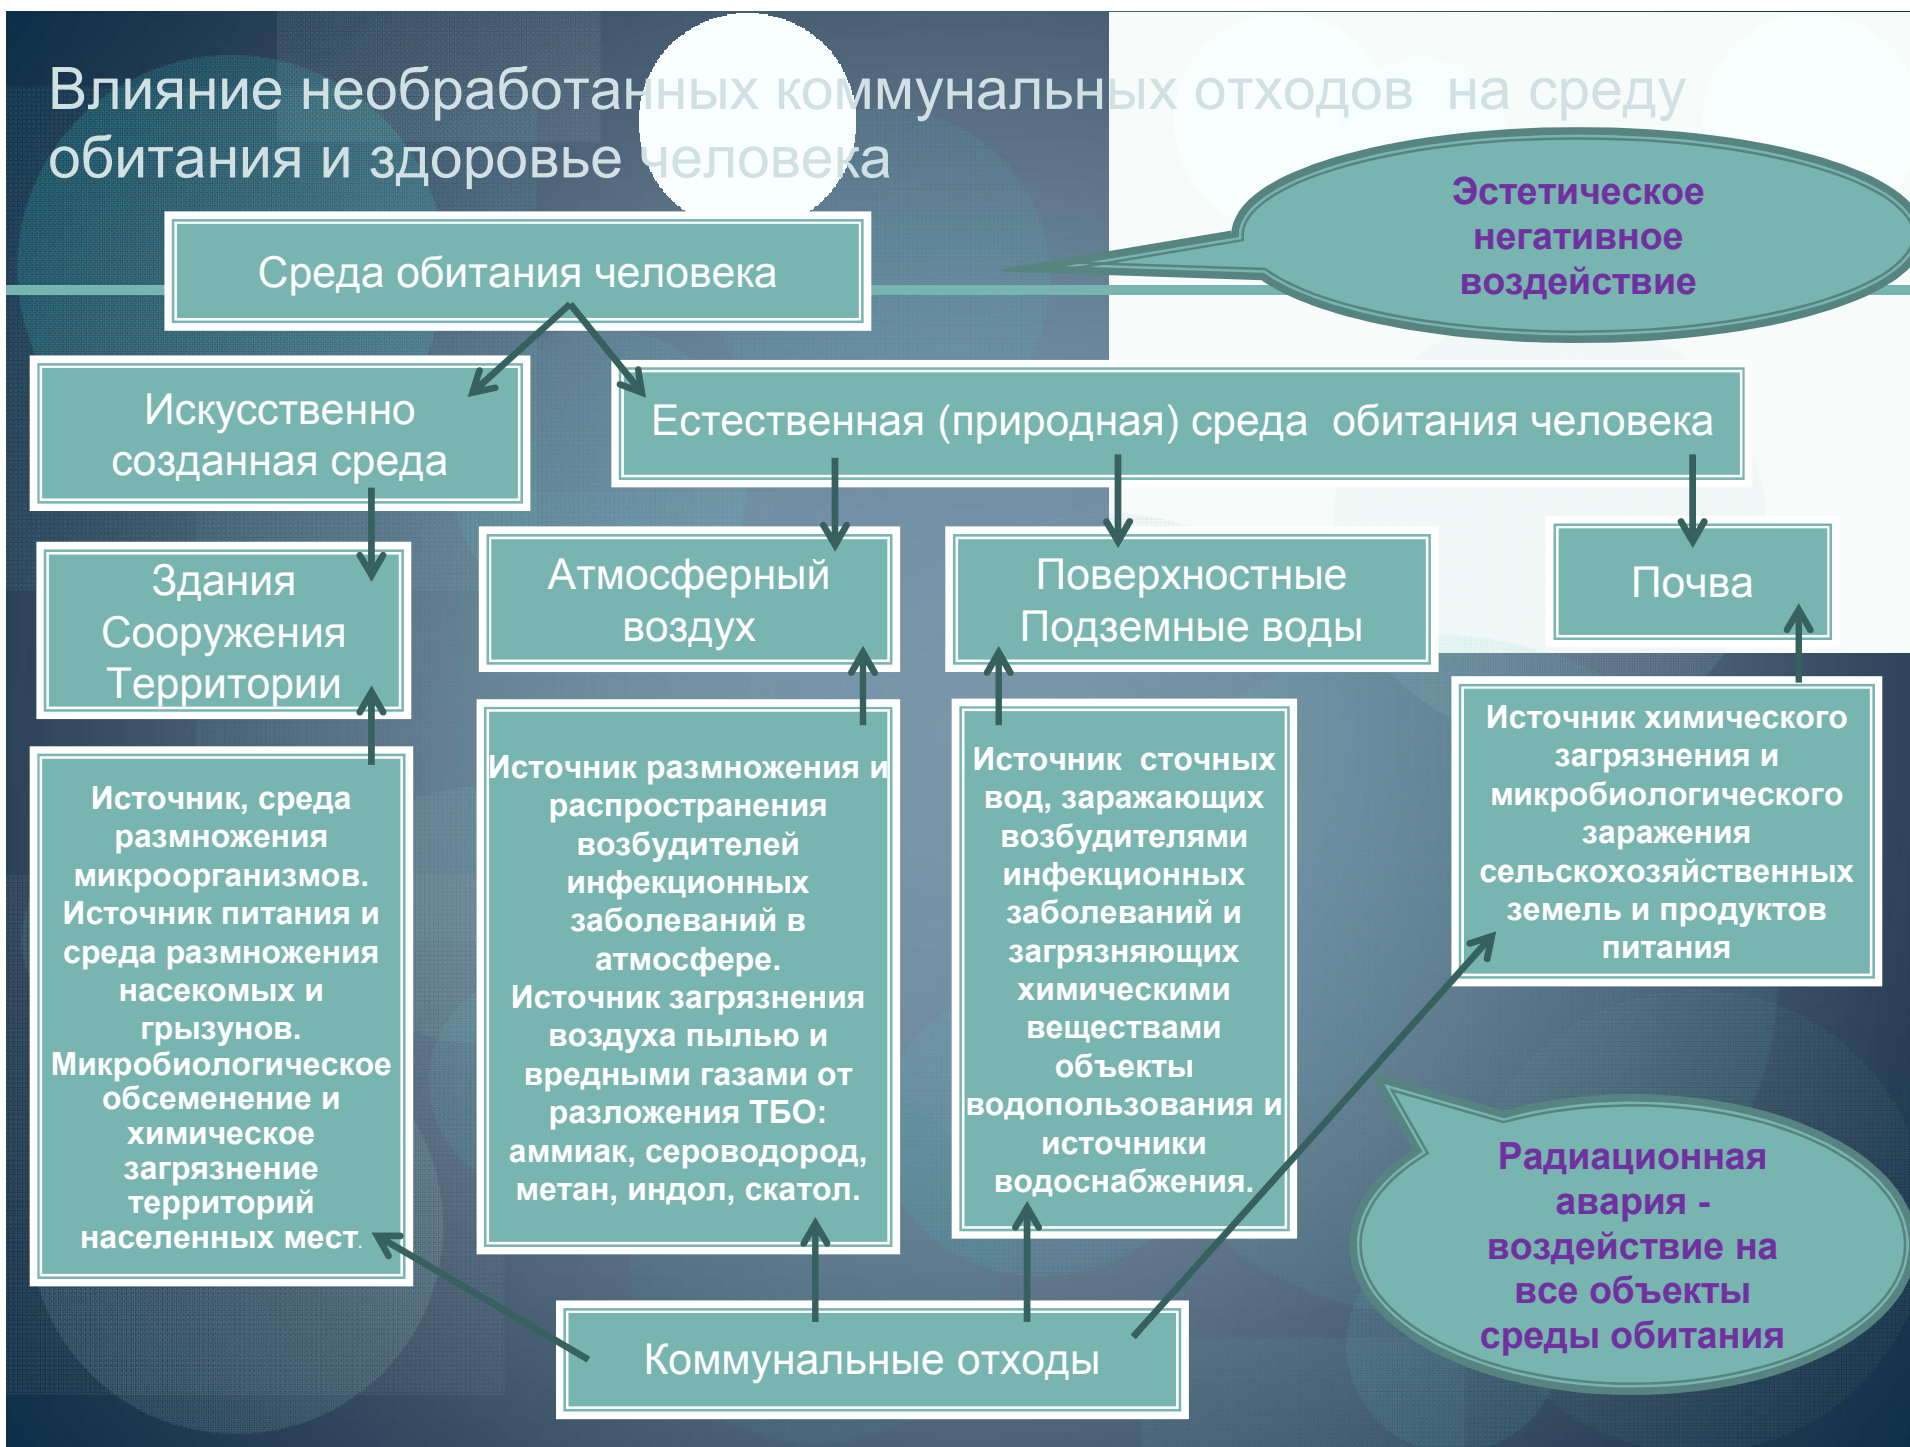 Влияние необработанных коммунальных отходов на среду
обитания и здоровье человека
Эстетическое
негативное
воздействие
Среда обитания человека
Искусственно
созданная среда
Естественная (природная) среда обитания человека
Здания
Сооружения
Территории
Атмосферный
воздух
Поверхностные
Подземные воды
Почва
Источник, среда
размножения
микроорганизмов.
Источник питания и
среда размножения
насекомых и
грызунов.
Микробиологическое
обсеменение и
химическое
загрязнение
территорий
населенных мест.
Источник размножения и
распространения
возбудителей
инфекционных
заболеваний в
атмосфере.
Источник загрязнения
воздуха пылью и
вредными газами от
разложения ТБО:
аммиак, сероводород,
метан, индол, скатол.
Источник сточных
вод, заражающих
возбудителями
инфекционных
заболеваний и
загрязняющих
химическими
веществами
объекты
водопользования и
источники
водоснабжения.
Источник химического
загрязнения и
микробиологического
заражения
сельскохозяйственных
земель и продуктов
питания
Радиационная
авария -
воздействие на
все объекты
среды обитания
Коммунальные отходы